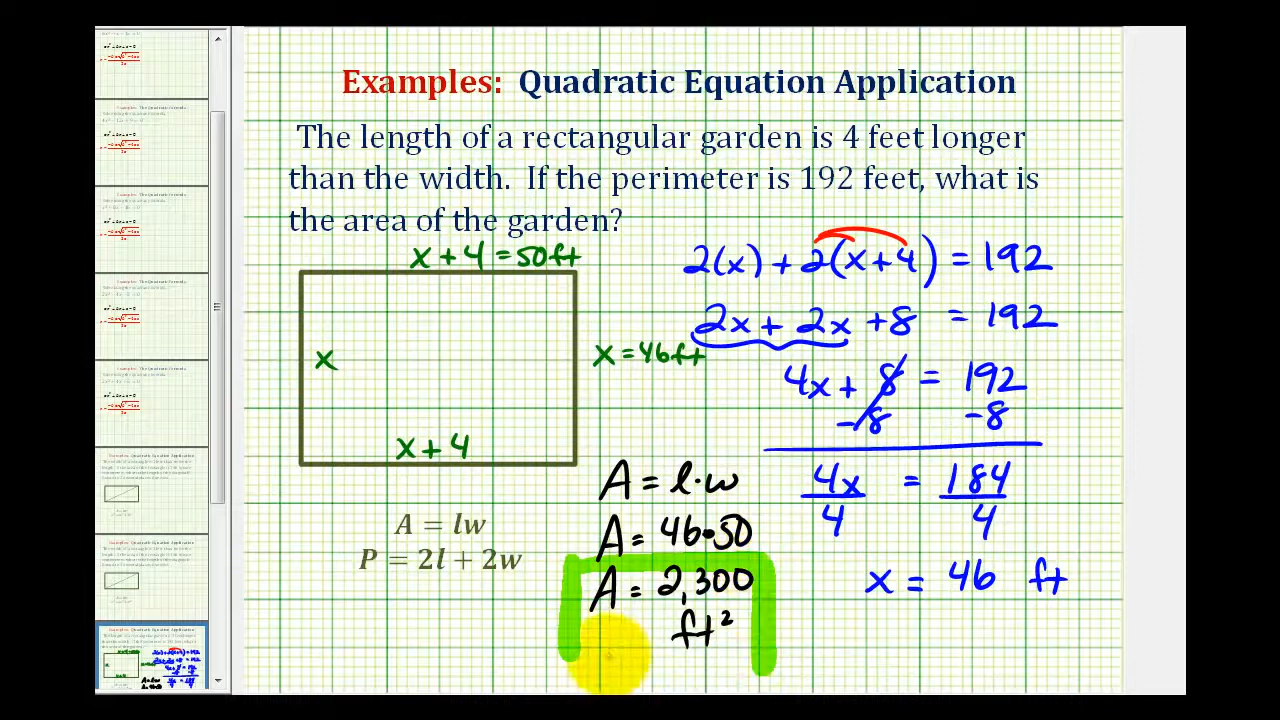 Examples: Quadratic Equation Application
The length of a rectangular garden is 4 feet longer
than the width. If the perimeter is 192 feet, what is
the area of the garden?
x + 4 = 50ft
x
x = 46ft
x + 4
A = lw
P = 2l + 2w
2(x) + 2(x+4) = 192
2x + 2x + 8 = 192
4x + 8 = 192
-8 -8
4x = 184
4 4
x = 46 ft
A = l·w
A = 46·50
A = 2,300
ft²